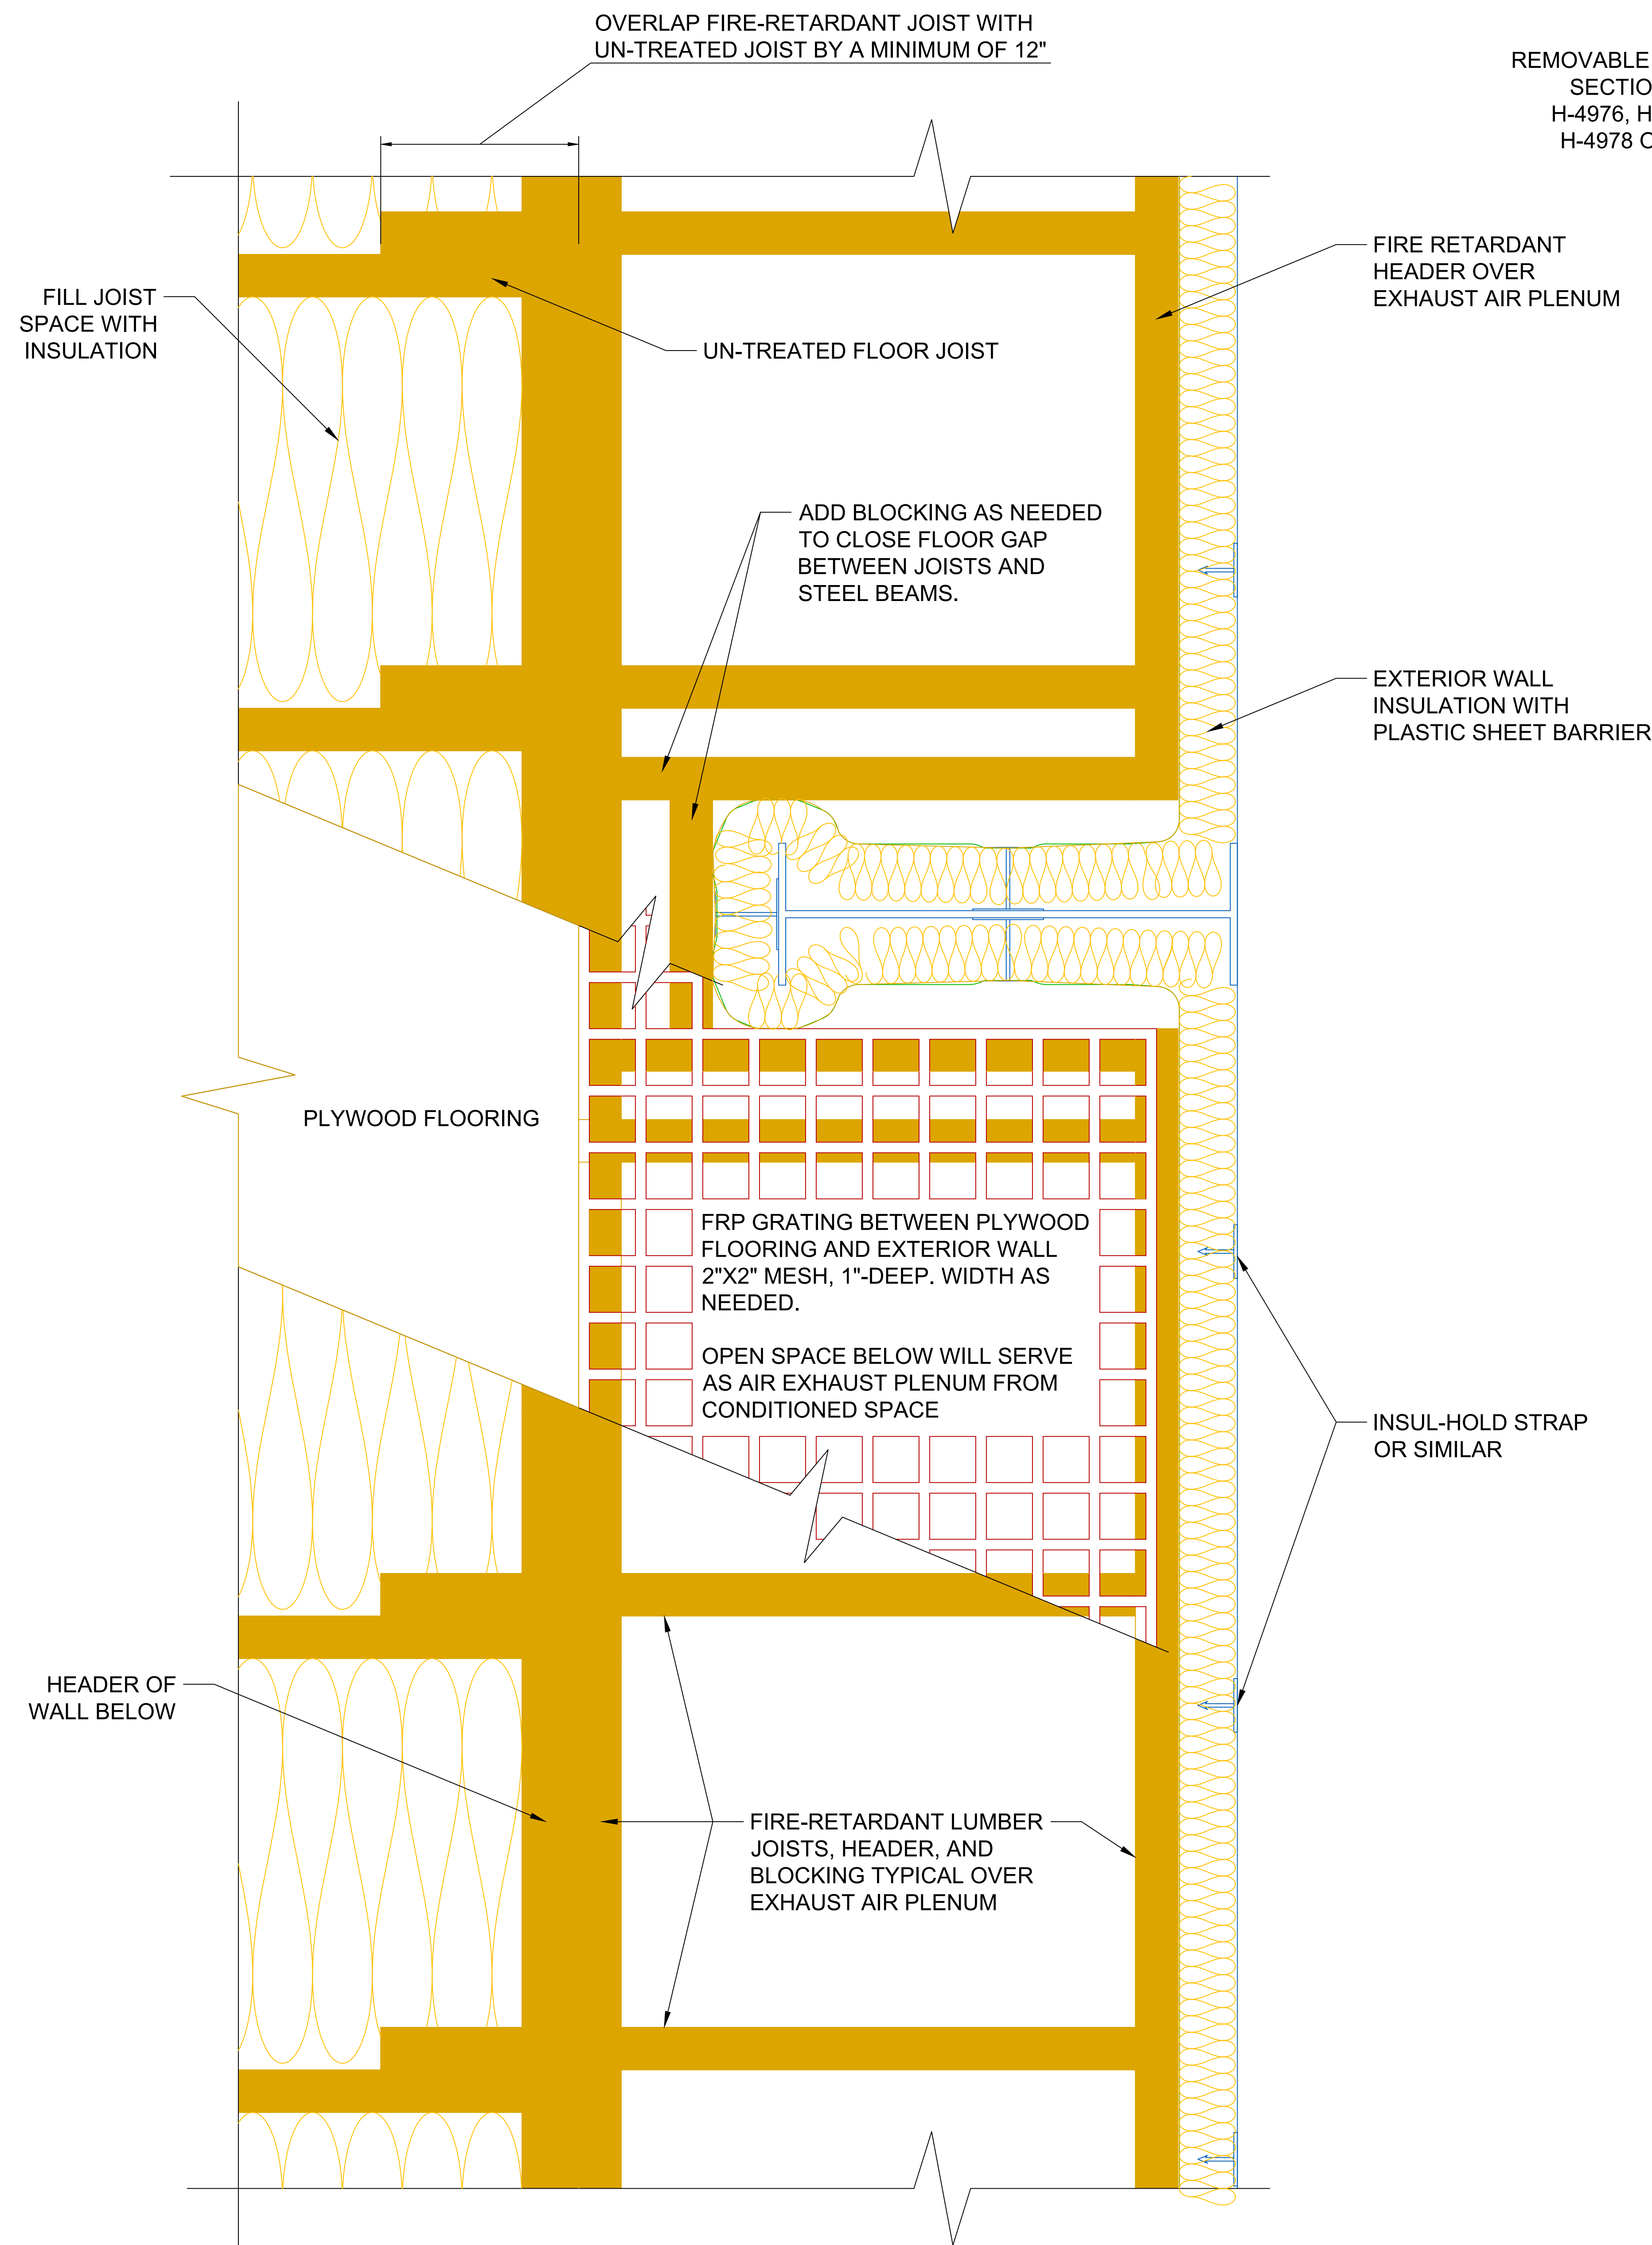 OVERLAP FIRE-RETARDANT JOIST WITH
UN-TREATED JOIST BY A MINIMUM OF 12"
REMOVABLE
H-4976, H
FIRE RETARDANT
HEADER OVER
EXHAUST AIR PLENUM
FILL JOIST
SPACE WITH
INSULATION
UN-TREATED FLOOR JOIST
ADD BLOCKING AS NEEDED
TO CLOSE FLOOR GAP
BETWEEN JOISTS AND
STEEL BEAMS.
EXTERIOR WALL
INSULATION WITH
PLASTIC SHEET BARRIER
PLYWOOD FLOORING
FRP GRATING BETWEEN PLYWOOD
FLOORING AND EXTERIOR WALL
2"X2" MESH, 1"-DEEP. WIDTH AS
NEEDED.
OPEN SPACE BELOW WILL SERVE
AS AIR EXHAUST PLENUM FROM
CONDITIONED SPACE
INSUL-HOLD STRAP
OR SIMILAR
HEADER OF
WALL BELOW
FIRE-RETARDANT LUMBER
JOISTS, HEADER, AND
BLOCKING TYPICAL OVER
EXHAUST AIR PLENUM